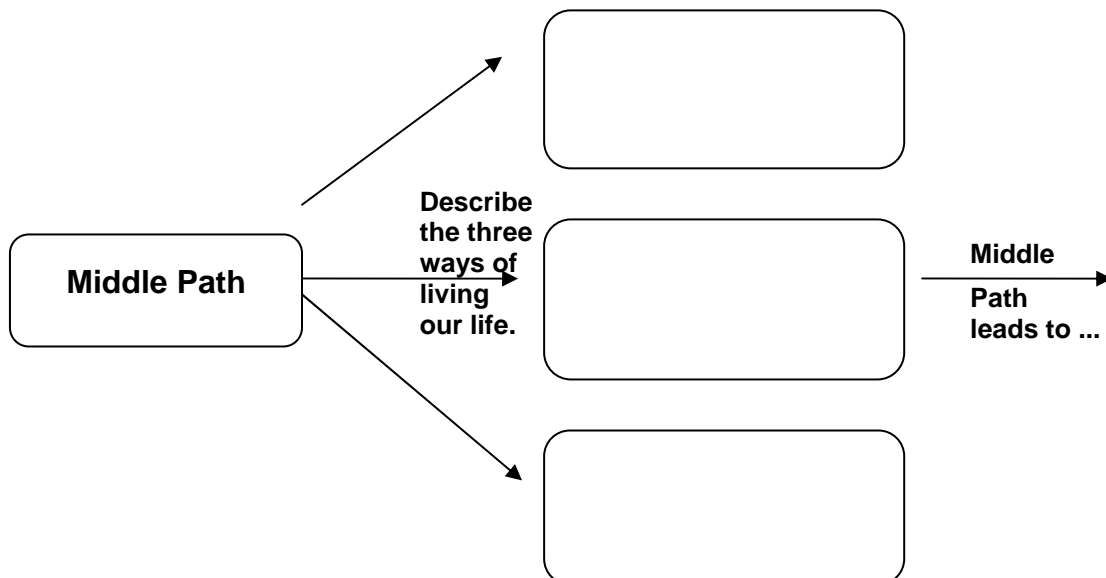 Middle Path
Describe
the three
ways of
living
our life.
Middle
Path
leads to ...